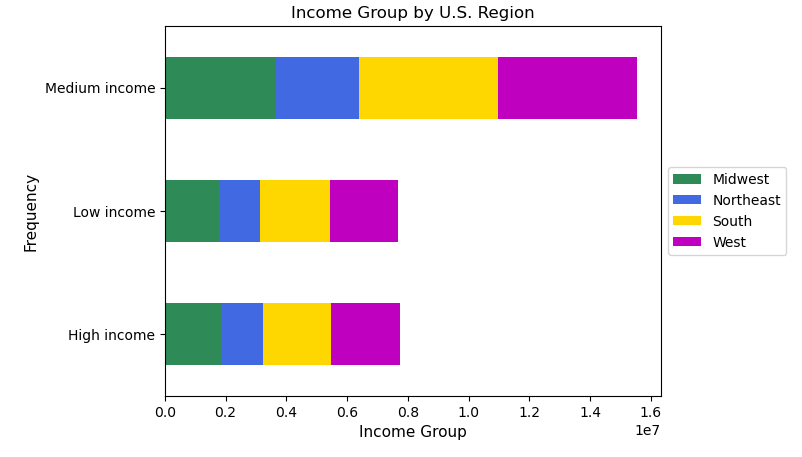 Income Group by U.S. Region
Medium income
Low income
High income
Frequency
0.0 0.2 0.4 0.6 0.8 1.0 1.2 1.4 1.6
1e7
Income Group
Midwest
Northeast
South
West